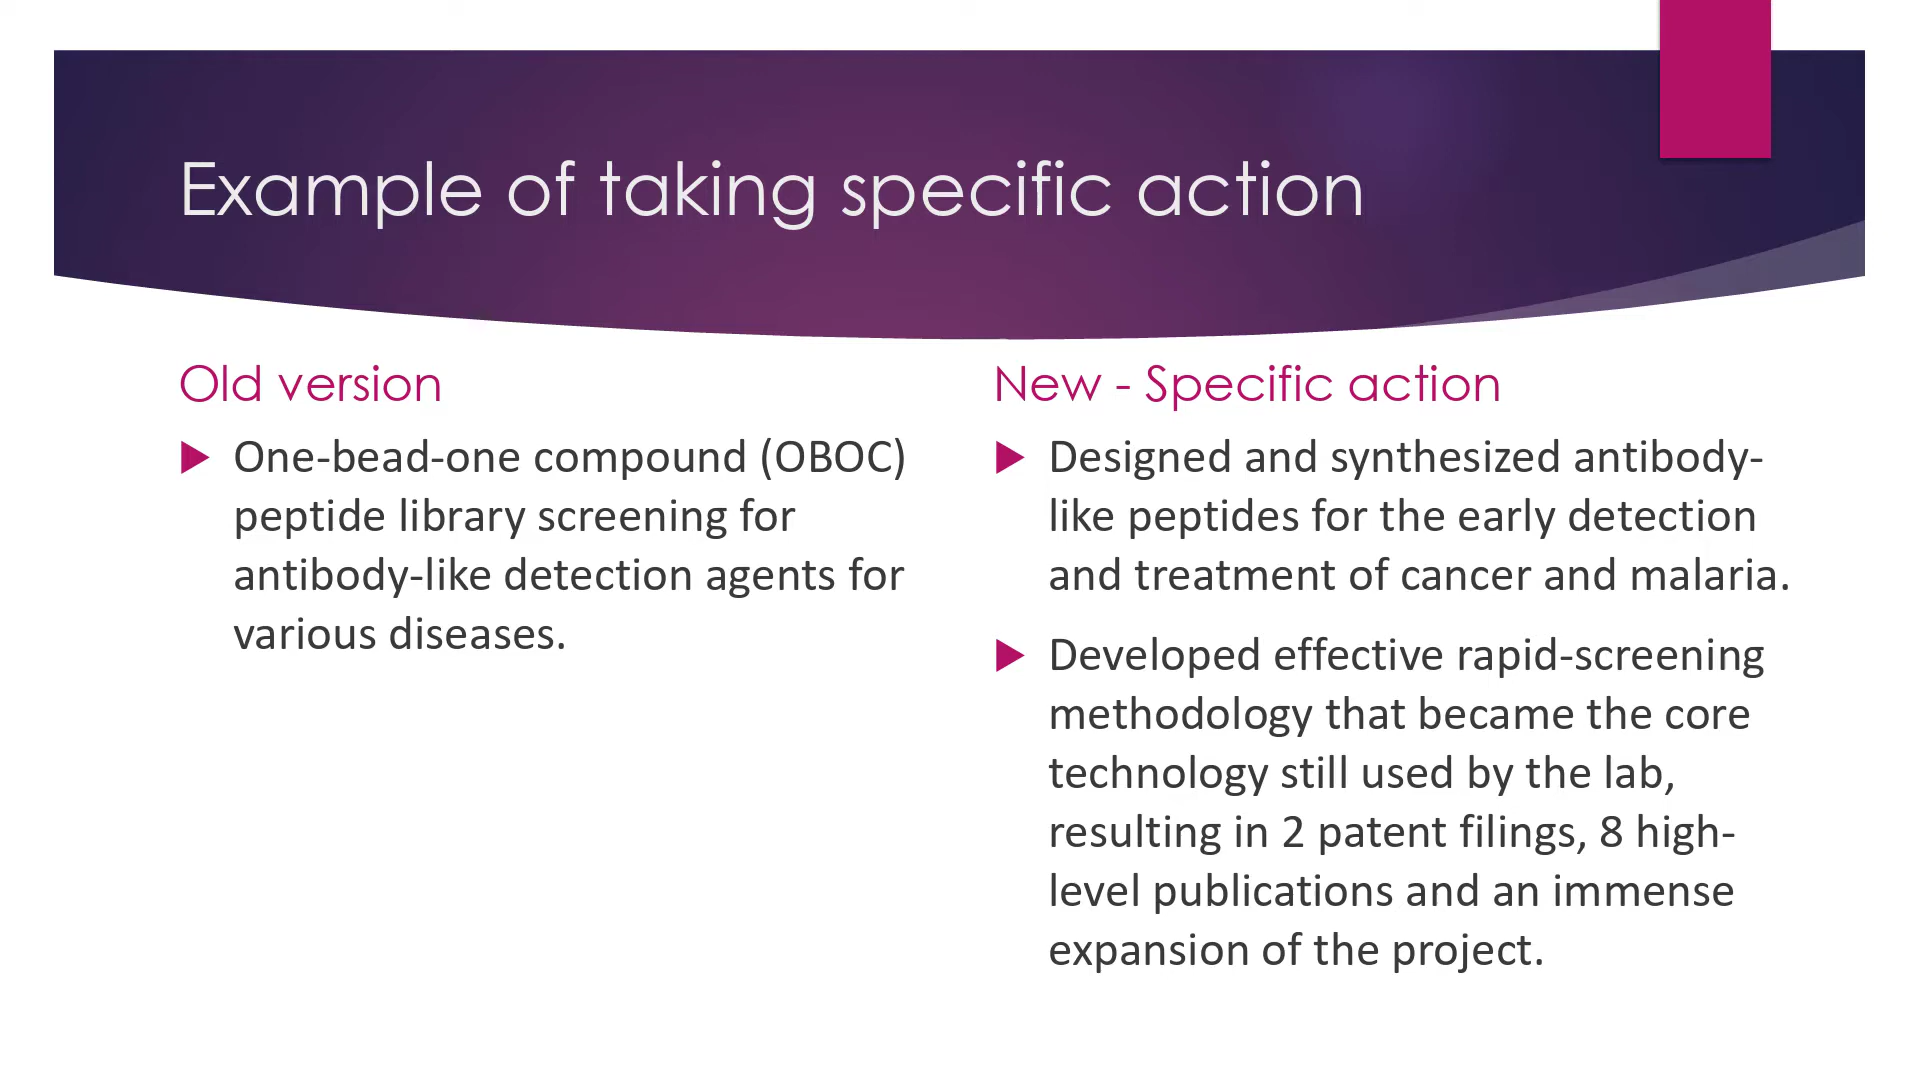 Example of taking specific action
Old version
One-bead-one compound (OBOC)
peptide library screening for
antibody-like detection agents for
various diseases.
New - Specific action
Designed and synthesized antibody-
like peptides for the early detection
and treatment of cancer and malaria.
Developed effective rapid-screening
methodology that became the core
technology still used by the lab,
resulting in 2 patent filings, 8 high-
level publications and an immense
expansion of the project.